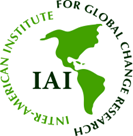 INTER-AMERICAN INSTITUTE
FOR GLOBAL CHANGE RESEARCH
IAI